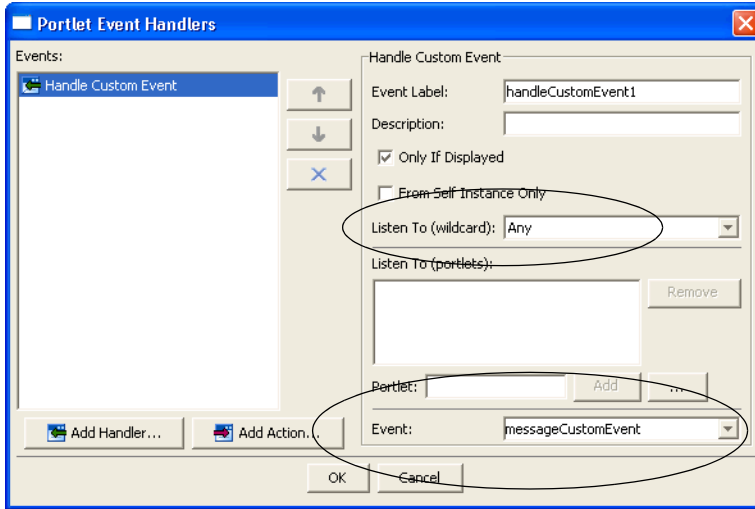 Portlet Event Handlers
Events:
Handle Custom Event
Handle Custom Event
Event Label: handleCustomEvent1
Description:
Only If Displayed
From Self Instance Only
Listen To (wildcard): Any
Listen To (portlets):
Remove
Portlet: Add ...
Event: messageCustomEvent
Add Handler... Add Action...
OK Cancel